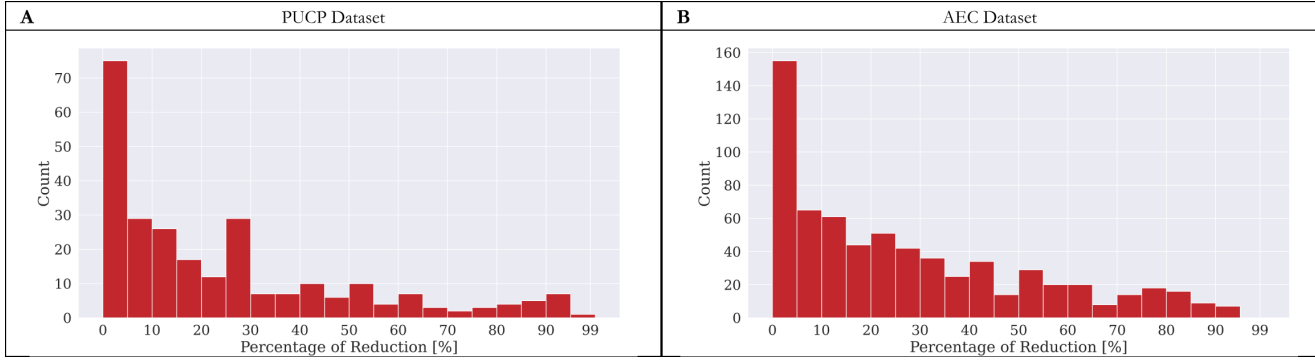 A PUCP Dataset
B AEC Dataset
70
60
50
40
30
20
10
0
Count
0 10 20 30 40 50 60 70 80 90 99
Percentage of Reduction [%]
160
140
120
100
80
60
40
20
0
Count
0 10 20 30 40 50 60 70 80 90 99
Percentage of Reduction [%]